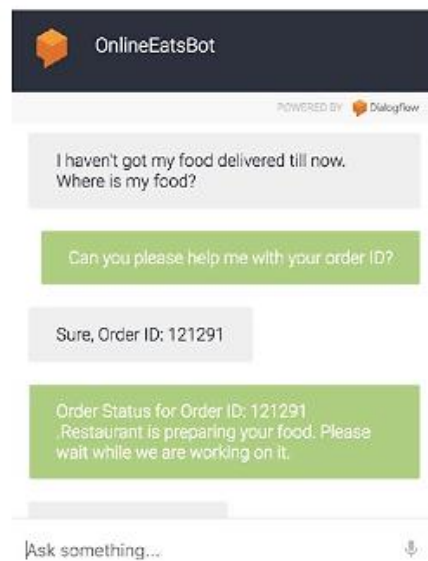 OnlineEatsBot
POWERED BY Dialogflow
I haven't got my food delivered till now.
Where is my food?
Can you please help me with your order ID?
Sure, Order ID: 121291
Order Status for Order ID: 121291
.Restaurant is preparing your food. Please
wait while we are working on it.
Ask something...